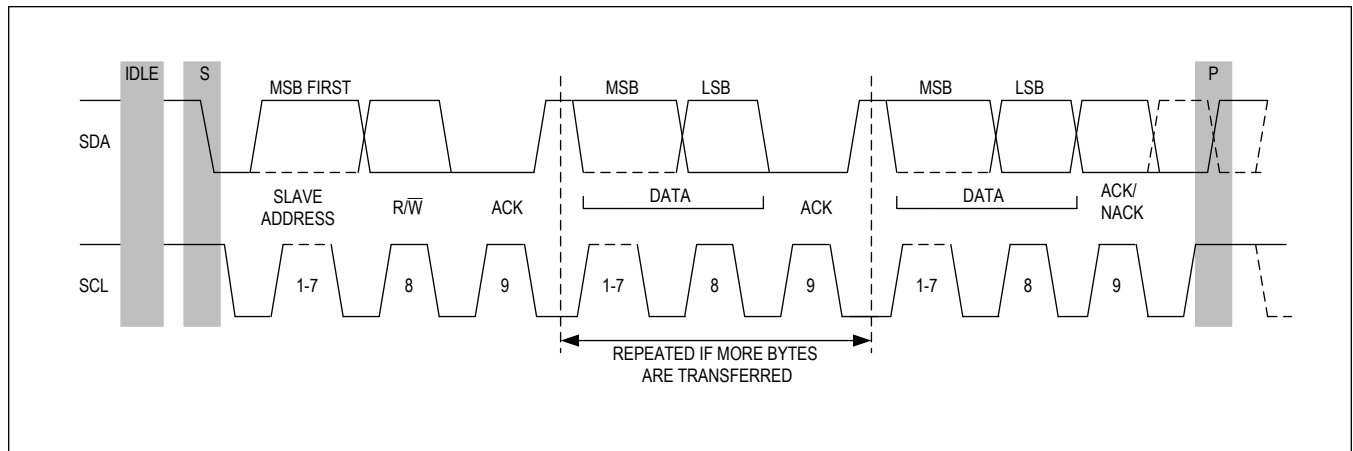 IDLE
S
P
MSB FIRST
MSB
LSB
MSB
LSB
SDA
SLAVE
ADDRESS
R/W̅
ACK
DATA
ACK
DATA
ACK/
NACK
SCL
1-7
8
9
1-7
8
9
1-7
8
9
REPEATED IF MORE BYTES
ARE TRANSFERRED